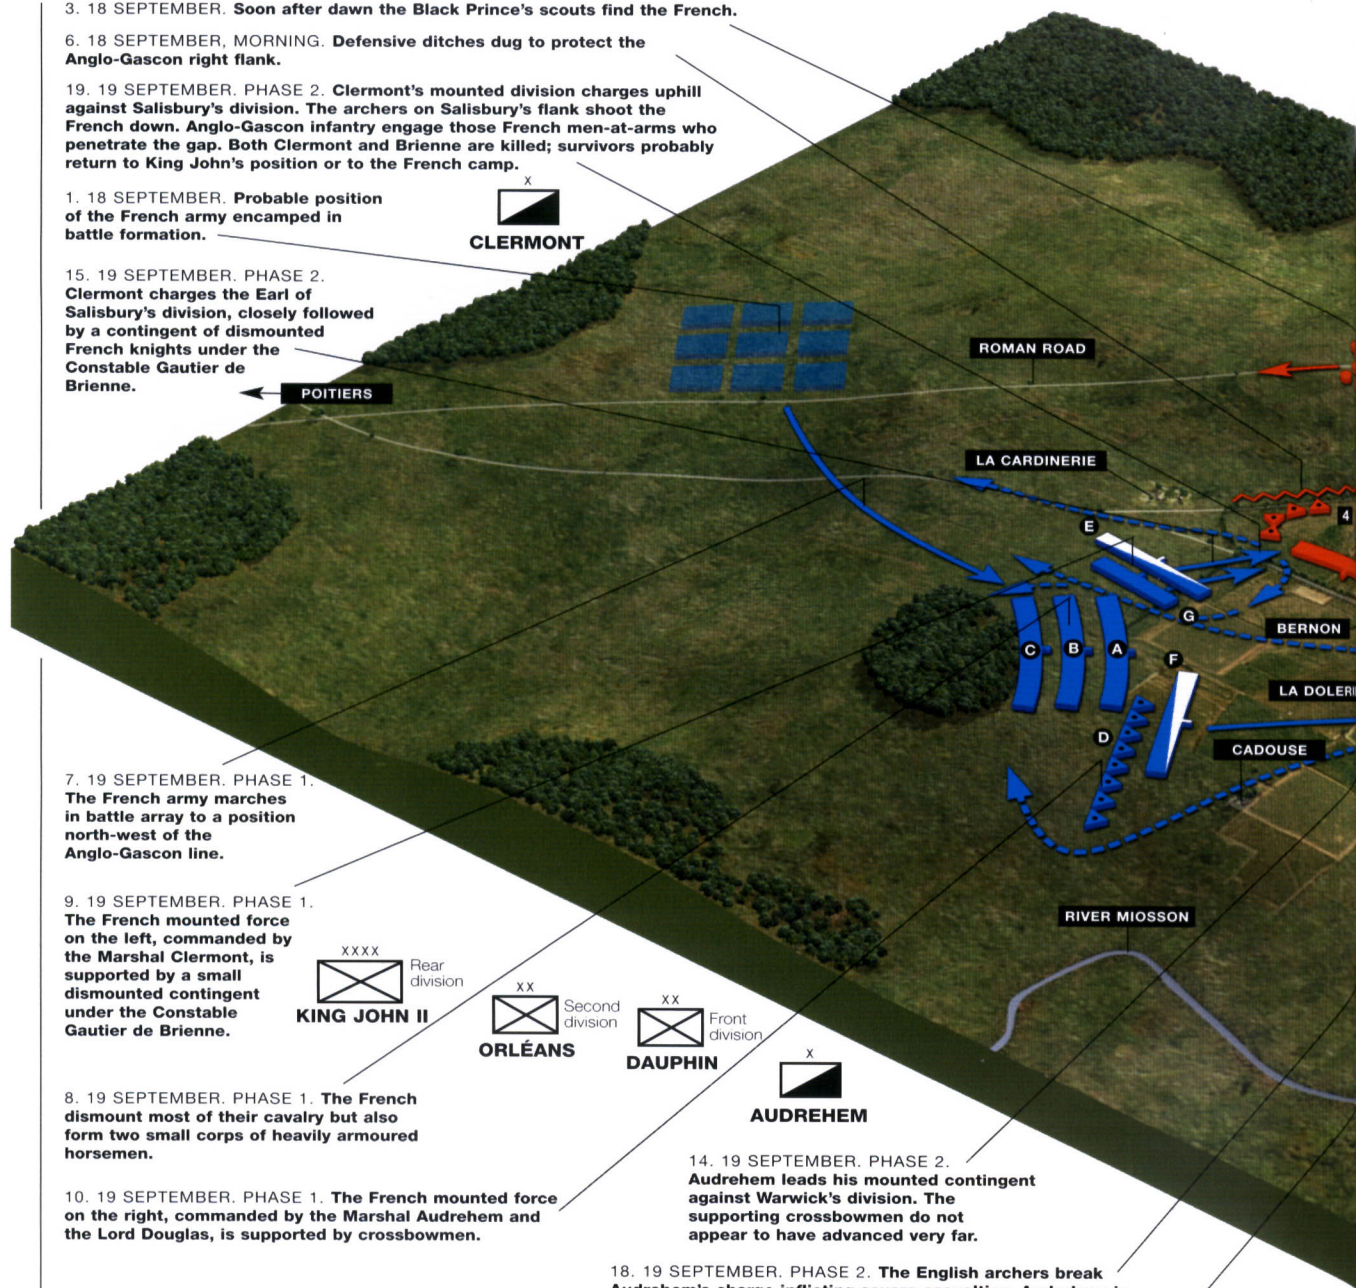 3. 18 SEPTEMBER. Soon after dawn the Black Prince's scouts find the French.
6. 18 SEPTEMBER, MORNING. Defensive ditches dug to protect the
Anglo-Gascon right flank.
19. 19 SEPTEMBER. PHASE 2. Clermont's mounted division charges uphill
against Salisbury's division. The archers on Salisbury's flank shoot the
French down. Anglo-Gascon infantry engage those French men-at-arms who
penetrate the gap. Both Clermont and Brienne are killed; survivors probably
return to King John's position or to the French camp.
1. 18 SEPTEMBER. Probable position
of the French army encamped in
battle formation.
X
CLERMONT
15. 19 SEPTEMBER. PHASE 2.
Clermont charges the Earl of
Salisbury's division, closely followed
by a contingent of dismounted
French knights under the
Constable Gautier de
Brienne.
POITIERS
ROMAN ROAD
LA CARDINERIE
4
E
G
BERNON
C
B
A
F
LA DOLERI
D
CADOUSE
RIVER MIOSSON
7. 19 SEPTEMBER. PHASE 1.
The French army marches
in battle array to a position
north-west of the
Anglo-Gascon line.
9. 19 SEPTEMBER. PHASE 1.
The French mounted force
on the left, commanded by
the Marshal Clermont, is
supported by a small
dismounted contingent
under the Constable
Gautier de Brienne.
XXXX
Rear
division
KING JOHN II
XX
Second
division
ORLÉANS
XX
Front
division
DAUPHIN
X
AUDREHEM
8. 19 SEPTEMBER. PHASE 1. The French
dismount most of their cavalry but also
form two small corps of heavily armoured
horsemen.
10. 19 SEPTEMBER. PHASE 1. The French mounted force
on the right, commanded by the Marshal Audrehem and
the Lord Douglas, is supported by crossbowmen.
14. 19 SEPTEMBER. PHASE 2.
Audrehem leads his mounted contingent
against Warwick's division. The
supporting crossbowmen do not
appear to have advanced very far.
18. 19 SEPTEMBER. PHASE 2. The English archers break